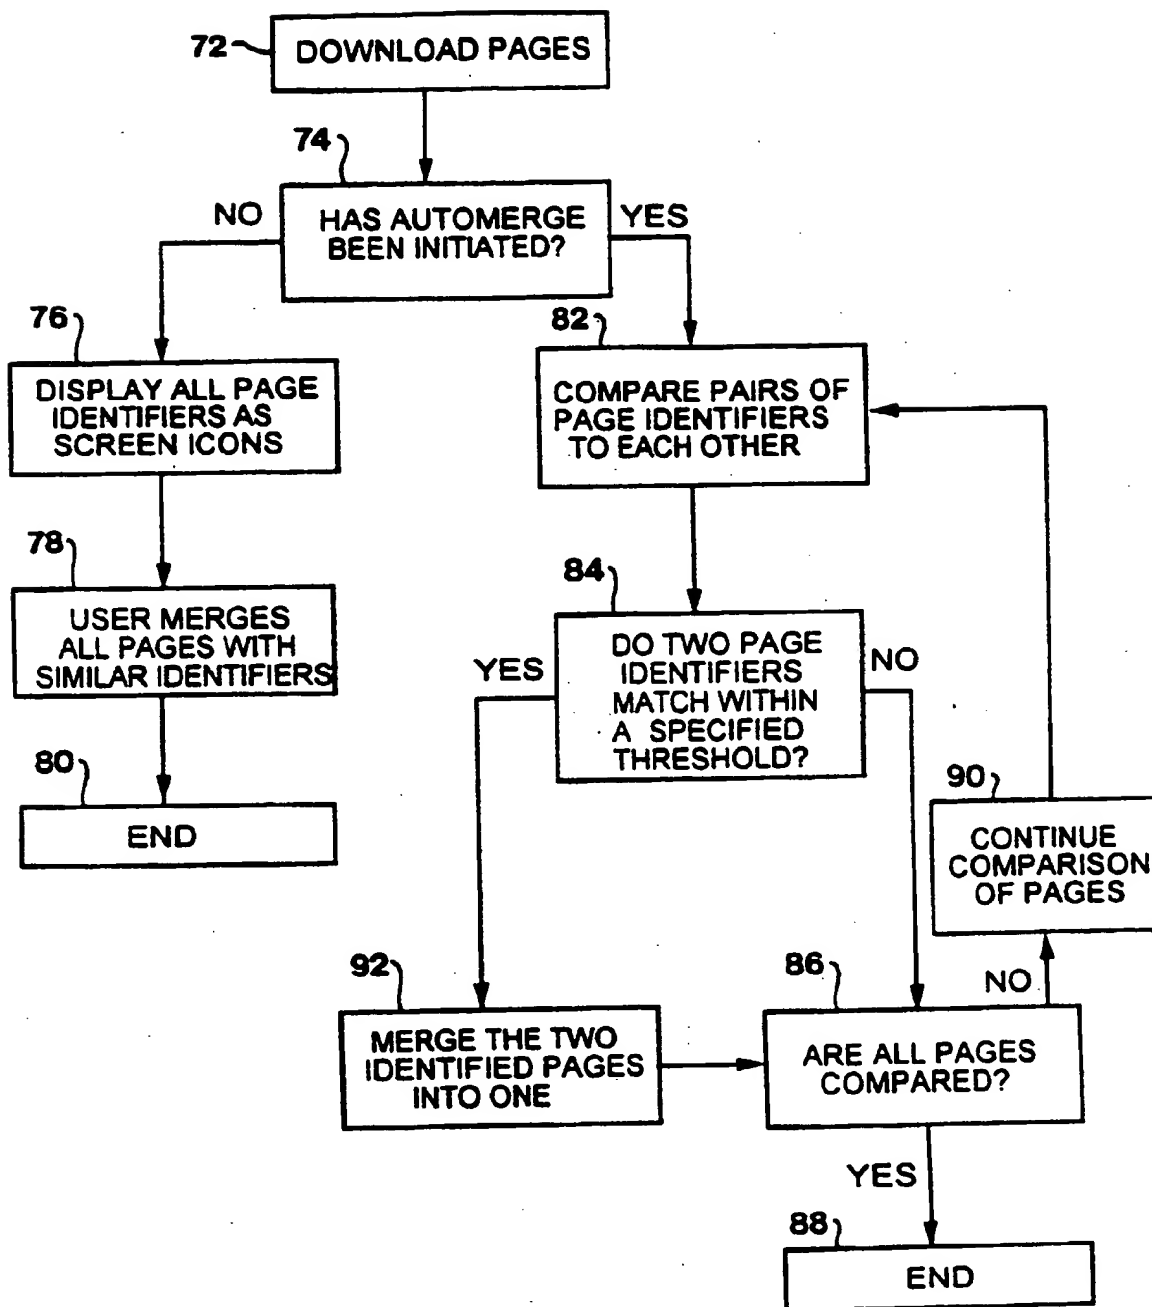 72
DOWNLOAD PAGES
74
NO
HAS AUTOMERGE
BEEN INITIATED?
YES
76
DISPLAY ALL PAGE
IDENTIFIERS AS
SCREEN ICONS
82
COMPARE PAIRS OF
PAGE IDENTIFIERS
TO EACH OTHER
78
USER MERGES
ALL PAGES WITH
SIMILAR IDENTIFIERS
84
YES
DO TWO PAGE
IDENTIFIERS
MATCH WITHIN
A SPECIFIED
THRESHOLD?
NO
80
END
90
CONTINUE
COMPARISON
OF PAGES
92
MERGE THE TWO
IDENTIFIED PAGES
INTO ONE
86
NO
ARE ALL PAGES
COMPARED?
YES
88
END